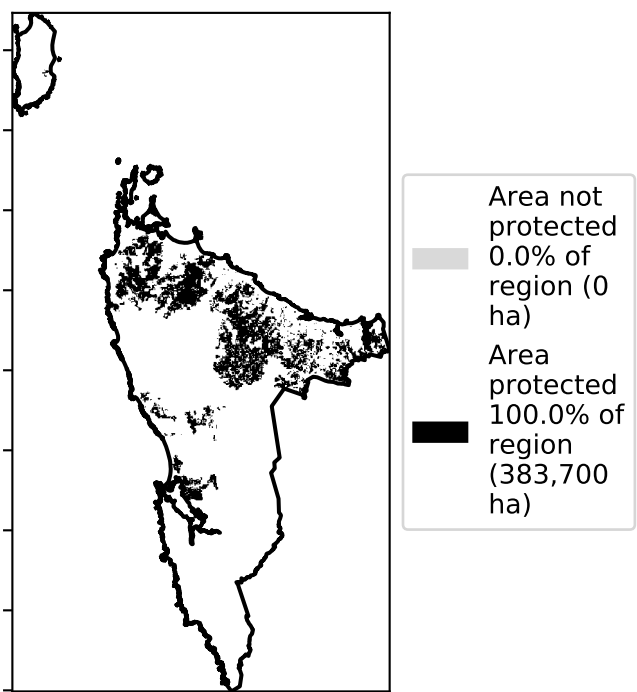 Area not
protected
0.0% of
region (0
ha)
Area
protected
100.0% of
region
(383,700
ha)